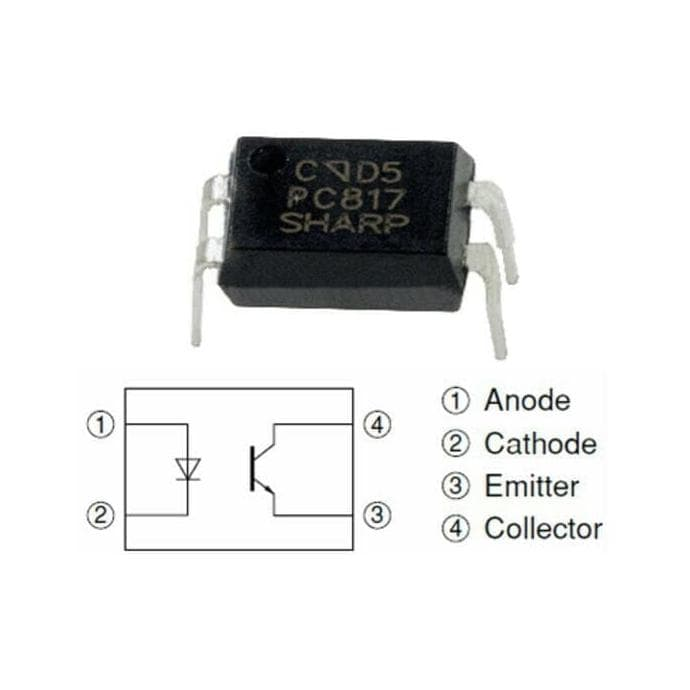 C D5
PC817
SHARP
① ④
② ③
① Anode
② Cathode
③ Emitter
④ Collector